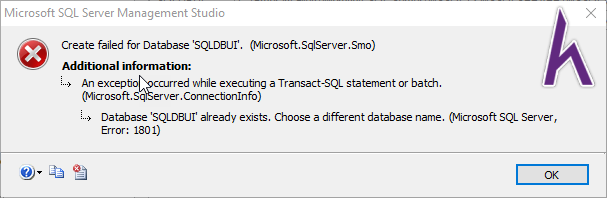 Microsoft SQL Server Management Studio
Create failed for Database 'SQLDBUI'. (Microsoft.SqlServer.Smo)
Additional information:
An exception occurred while executing a Transact-SQL statement or batch.
(Microsoft.SqlServer.ConnectionInfo)
Database 'SQLDBUI' already exists. Choose a different database name. (Microsoft SQL Server,
Error: 1801)
OK